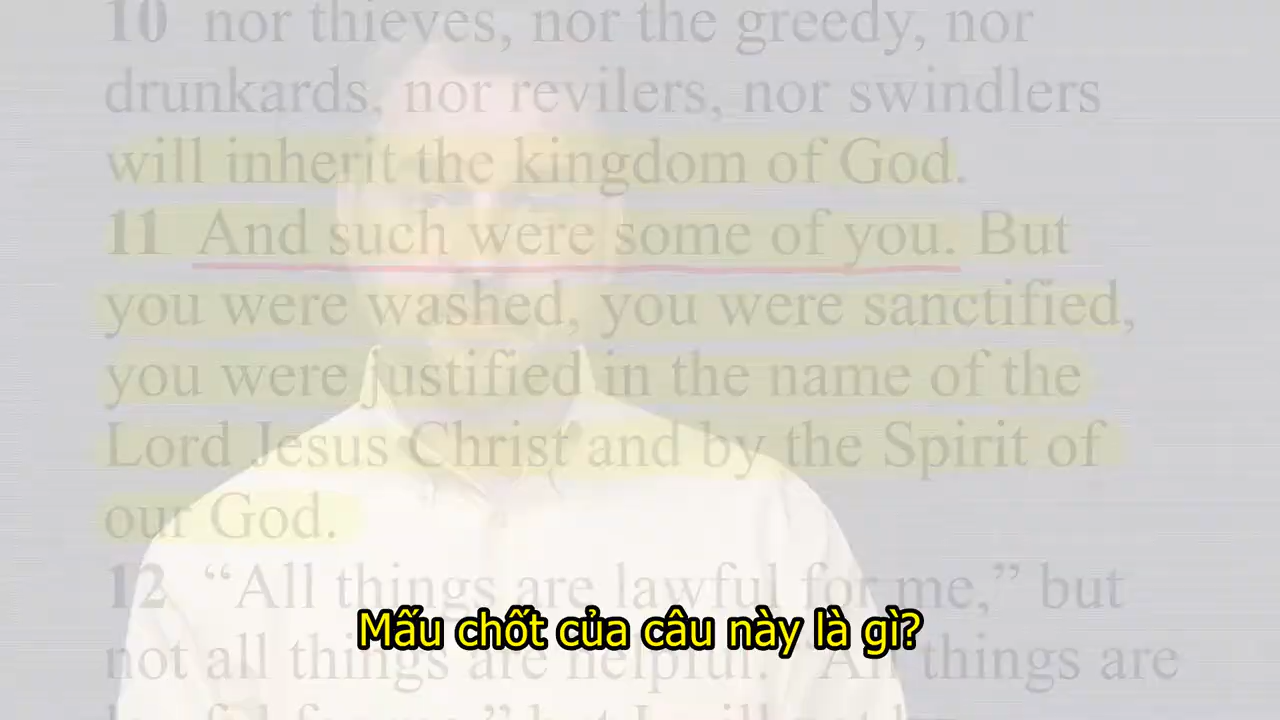 10 nor thieves, nor the greedy, nor
drunkards, nor revilers, nor swindlers
will inherit the kingdom of God.
11 And such were some of you. But
you were washed, you were sanctified,
you were justified in the name of the
Lord Jesus Christ and by the Spirit of
our God.
12 “All things are lawful for me,” but
Mấu chốt của câu này là gì?
not all things are helpful. “All things are